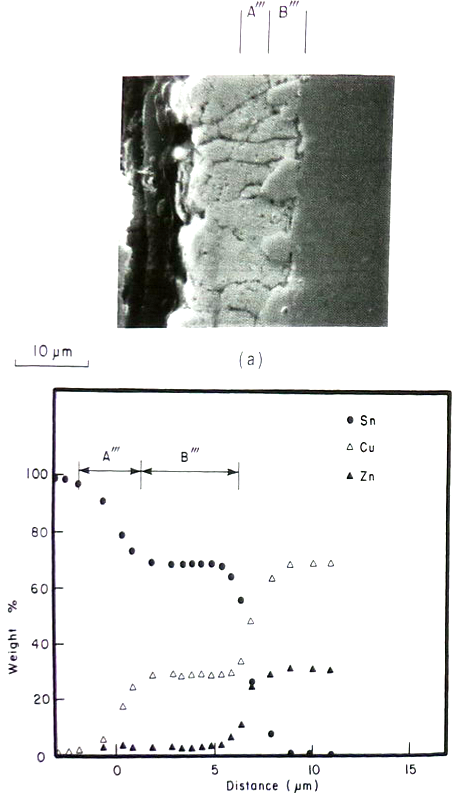 A‴ B‴
10 µm
(a)
Sn
Cu
Zn
A‴ B‴
100
80
60
40
20
0
Weight %
0 5 10 15
Distance (µm)